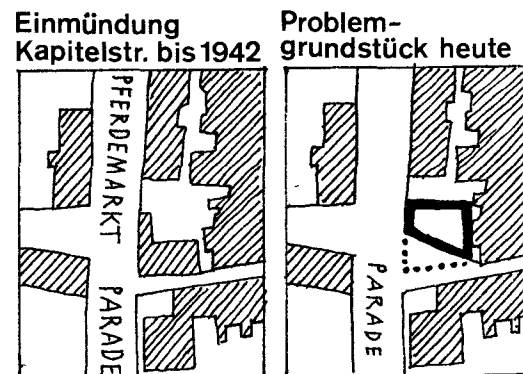 Einmündung
Kapitelstr. bis 1942
Problem-
grundstück heute
PFERDEMARKT
PARADE
PARADE